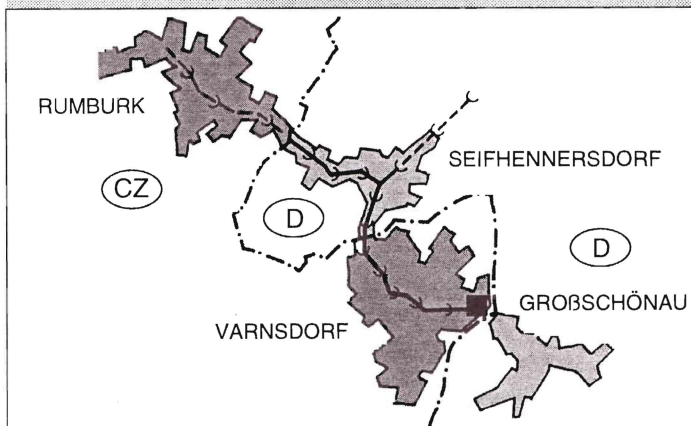 RUMBURK
SEIFHENNERSDORF
CZ
D
D
GROßSCHÖNAU
VARNSDORF